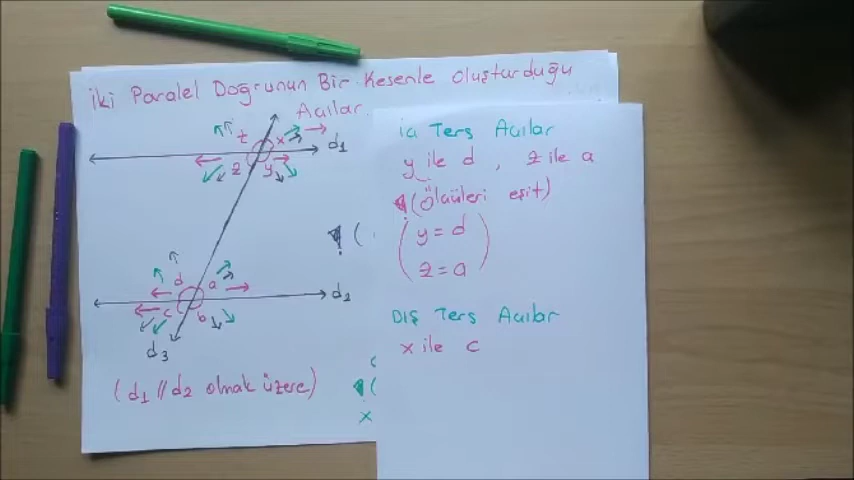 İki Paralel Doğrunun Bir Kesenle Oluşturduğu
Açılar
t x d1
z y
d a
c b d2
d3
(d1 // d2 olmak üzere)
! (
(
x
iç Ters Açılar
y ile d , z ile a
! (Ölçüleri eşit)
( y = d )
z = a
Dış Ters Açılar
x ile c